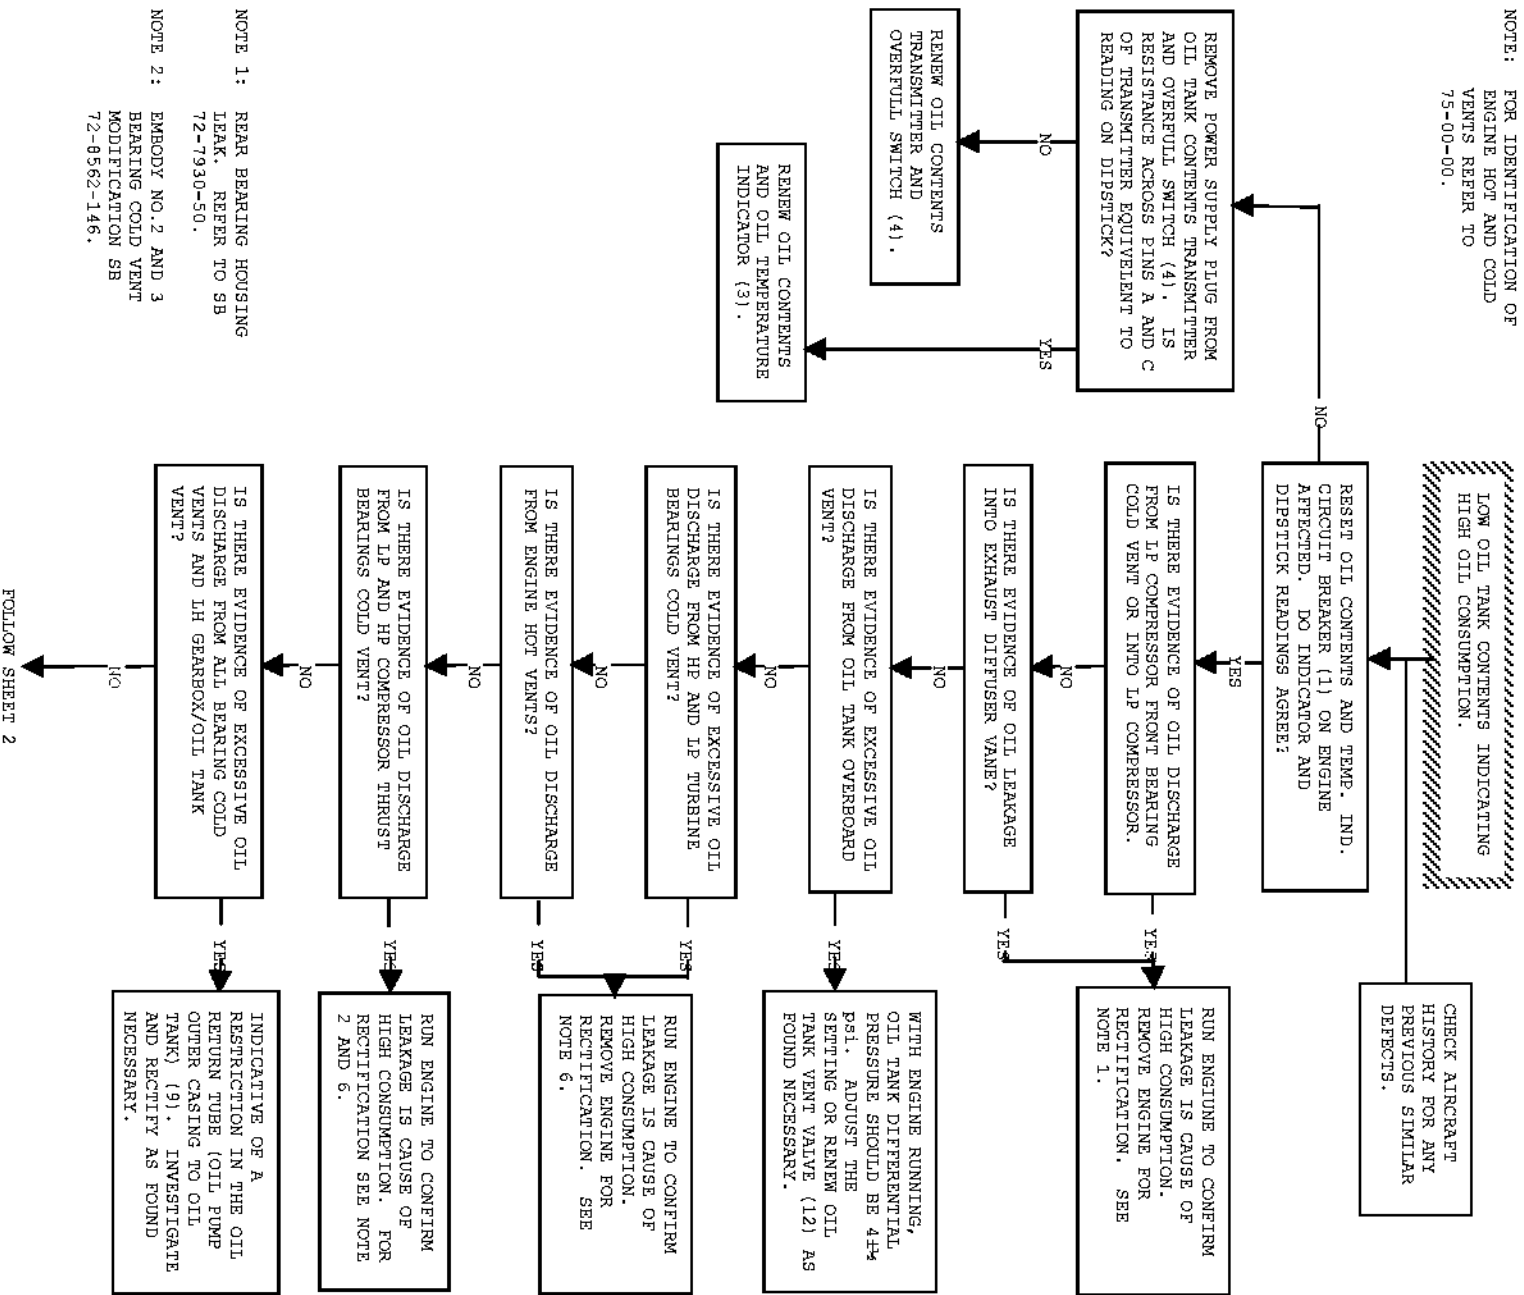 NOTE: FOR IDENTIFICATION OF
ENGINE HOT AND COLD
VENTS REFER TO
75-00-00.
LOW OIL TANK CONTENTS INDICATING
HIGH OIL CONSUMPTION.
CHECK AIRCRAFT
HISTORY FOR ANY
PREVIOUS SIMILAR
DEFECTS.
RESET OIL CONTENTS AND TEMP. IND.
CIRCUIT BREAKER (1) ON ENGINE
AFFECTED. DO INDICATOR AND
DIPSTICK READINGS AGREE?
NO
REMOVE POWER SUPPLY PLUG FROM
OIL TANK CONTENTS TRANSMITTER
AND OVERFULL SWITCH (4). IS
RESISTANCE ACROSS PINS A AND C
OF TRANSMITTER EQUIVELENT TO
READING ON DIPSTICK?
NO
YES
RENEW OIL CONTENTS
TRANSMITTER AND
OVERFULL SWITCH (4).
RENEW OIL CONTENTS
AND OIL TEMPERATURE
INDICATOR (3).
YES
IS THERE EVIDENCE OF OIL DISCHARGE
FROM LP COMPRESSOR FRONT BEARING
COLD VENT OR INTO LP COMPRESSOR.
YES
RUN ENGIUNE TO CONFIRM
LEAKAGE IS CAUSE OF
HIGH CONSUMPTION.
REMOVE ENGINE FOR
RECTIFICATION. SEE
NOTE 1.
NO
IS THERE EVIDENCE OF OIL LEAKAGE
INTO EXHAUST DIFFUSER VANE?
YES
NO
IS THERE EVIDENCE OF EXCESSIVE OIL
DISCHARGE FROM OIL TANK OVERBOARD
VENT?
YES
WITH ENGINE RUNNING,
OIL TANK DIFFERENTIAL
PRESSURE SHOULD BE 4±¼
psi. ADJUST THE
SETTING OR RENEW OIL
TANK VENT VALVE (12) AS
FOUND NECESSARY.
NO
IS THERE EVIDENCE OF EXCESSIVE OIL
DISCHARGE FROM HP AND LP TURBINE
BEARINGS COLD VENT?
YES
RUN ENGINE TO CONFIRM
LEAKAGE IS CAUSE OF
HIGH CONSUMPTION.
REMOVE ENGINE FOR
RECTIFICATION. SEE
NOTE 6.
NO
IS THERE EVIDENCE OF OIL DISCHARGE
FROM ENGINE HOT VENTS?
YES
NO
IS THERE EVIDENCE OF OIL DISCHARGE
FROM LP AND HP COMPRESSOR THRUST
BEARINGS COLD VENT?
YES
RUN ENGINE TO CONFIRM
LEAKAGE IS CAUSE OF
HIGH CONSUMPTION. FOR
RECTIFICATION SEE NOTE
2 AND 6.
NO
IS THERE EVIDENCE OF EXCESSIVE OIL
DISCHARGE FROM ALL BEARING COLD
VENTS AND LH GEARBOX/OIL TANK
VENT?
YES
INDICATIVE OF A
RESTRICTION IN THE OIL
RETURN TUBE (OIL PUMP
OUTER CASING TO OIL
TANK) (9). INVESTIGATE
AND RECTIFY AS FOUND
NECESSARY.
NO
FOLLOW SHEET 2
NOTE 1: REAR BEARING HOUSING
LEAK. REFER TO SB
72-7930-50.
NOTE 2: EMBODY NO.2 AND 3
BEARING COLD VENT
MODIFICATION SB
72-8562-146.